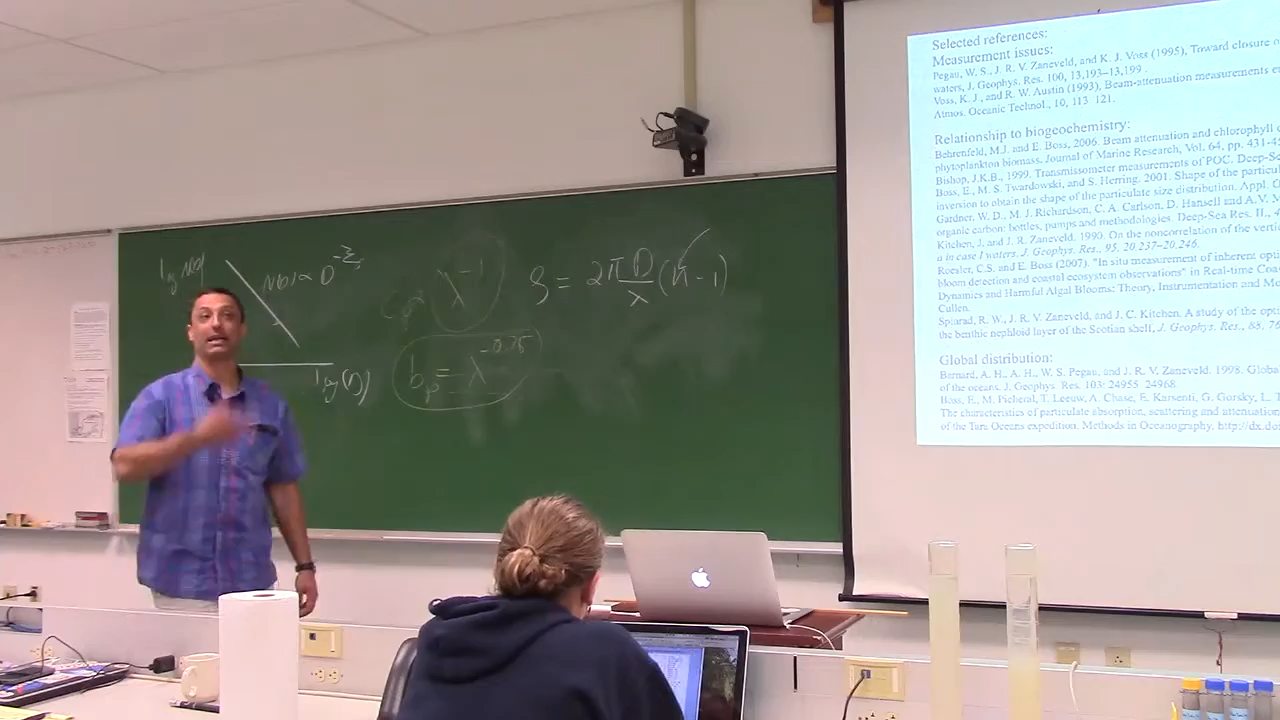 log N(D)
N(D) ∝ D^-ξ
log(D)
cp ∝ λ^-1
bp = λ^-0.75
ρ = 2π D/λ (n - 1)
Selected references:
Measurement issues:
Pegau, W. S., J. R. V. Zaneveld, and K. J. Voss (1995), Toward closure o
waters, J. Geophys. Res. 100, 13,193–13,199 .
Voss, K. J., and R. W. Austin (1993), Beam-attenuation measurements e
Atmos. Oceanic Technol., 10, 113–121.
Relationship to biogeochemistry:
Behrenfeld, M.J. and E. Boss, 2006. Beam attenuation and chlorophyll
phytoplankton biomass. Journal of Marine Research, Vol. 64, pp. 431-45
Bishop, J.K.B., 1999. Transmissometer measurements of POC. Deep-Se
Boss, E., M. S. Twardowski, and S. Herring. 2001. Shape of the particul
inversion to obtain the shape of the particulate size distribution. Appl. O
Gardner, W. D., M. J. Richardson, C. A. Carlson, D. Hansell and A.V. M
organic carbon: bottles, pumps and methodologies. Deep-Sea Res. II.,
Kitchen, J. and J. R. Zaneveld. 1990. On the noncorrelation of the verti
a in case I waters. J. Geophys. Res., 95. 20,237–20,246.
Roesler, C.S. and E. Boss (2007). "In situ measurement of inherent opti
bloom detection and coastal ecosystem observations" in Real-time Coa
Dynamics and Harmful Algal Blooms: Theory, Instrumentation and Mo
Cullen.
Spinrad, R. W., J. R. V. Zaneveld, and J. C. Kitchen. A study of the opti
the benthic nepheloid layer of the Scotian shelf, J. Geophys. Res., 88, 76
Global distribution:
Barnard, A. H., A. H., W. S. Pegau, and J. R. V. Zaneveld. 1998. Global
of the oceans. J. Geophys. Res. 103: 24955–24968.
Boss, E., M. Picheral, T. Leeuw, A. Chase, E. Karsenti, G. Gorsky, L. T
The characteristics of particulate absorption, scattering and attenuation
of the Tara Oceans expedition. Methods in Oceanography, http://dx.doi